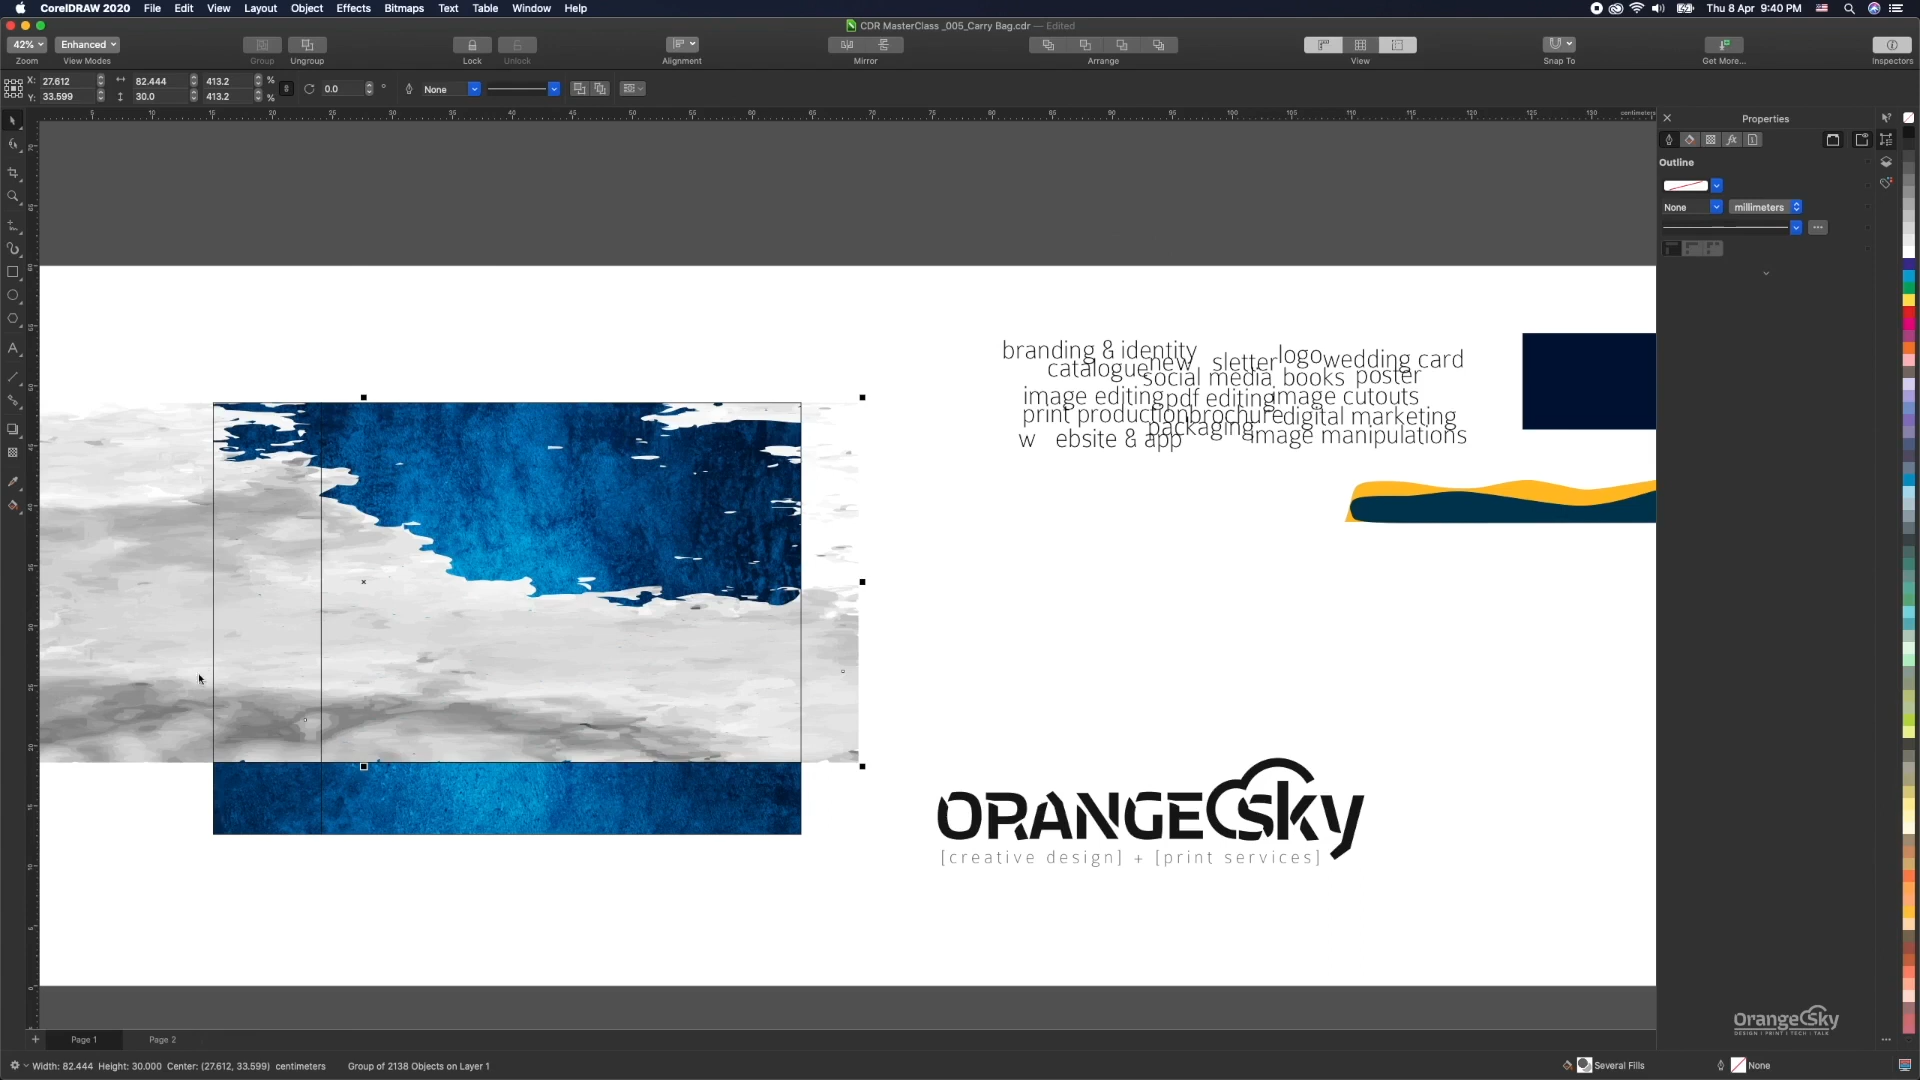 CorelDRAW 2020 File Edit View Layout Object Effects Bitmaps Text Table Window Help
Thu 8 Apr 9:40 PM
CDR MasterClass _005_Carry Bag.cdr — Edited
42% Enhanced
Zoom View Modes Group Ungroup Lock Unlock Alignment Mirror Arrange View Snap To Get More... Inspectors
X: 27.612 82.444 413.2 %
Y: 33.599 30.0 413.2 %
0.0 °
None
centimeters
Properties
Outline
None millimeters
branding & identity
catalogue
new sletter
logo
wedding card
social media
books
poster
image editing
pdf editing
image cutouts
print production
brochure
digital marketing
packaging
w ebsite & app
image manipulations
ORANGESky
[creative design] + [print services]
OrangeSky
DESIGN | PRINT | TECH | TALK
Page 1 Page 2
Width: 82.444 Height: 30.000 Center: (27.612, 33.599) centimeters Group of 2138 Objects on Layer 1
Several Fills None